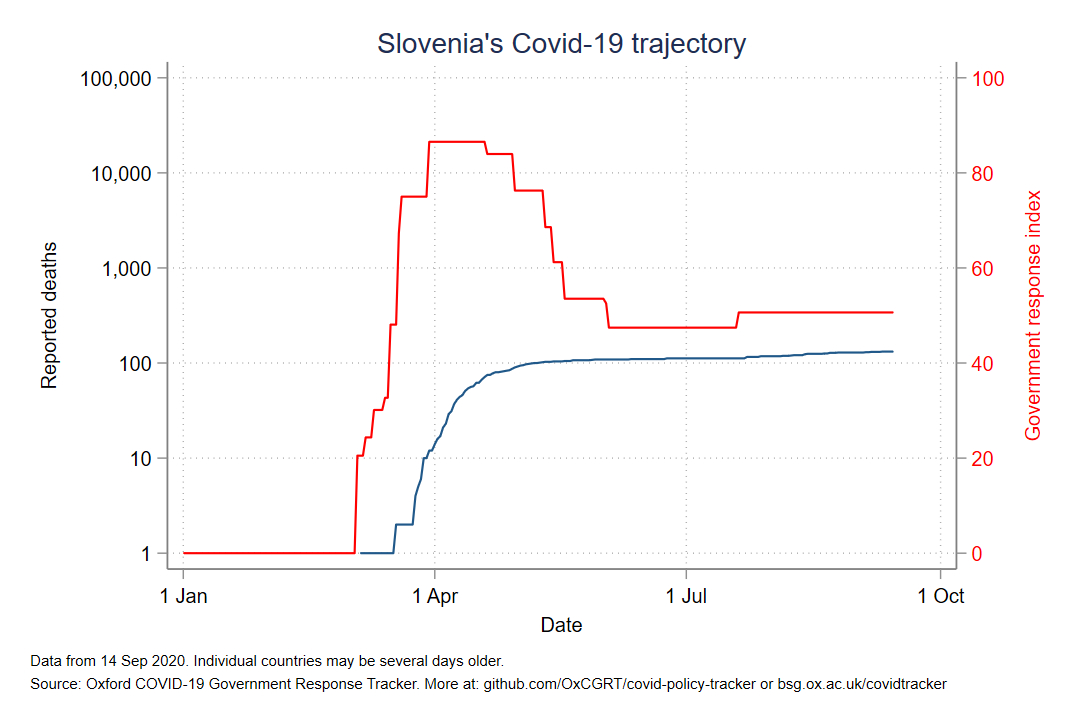 Slovenia's Covid-19 trajectory
100,000
10,000
1,000
100
10
1
Reported deaths
100
80
60
40
20
0
Government response index
1 Jan
1 Apr
1 Jul
1 Oct
Date
Data from 14 Sep 2020. Individual countries may be several days older.
Source: Oxford COVID-19 Government Response Tracker. More at: github.com/OxCGRT/covid-policy-tracker or bsg.ox.ac.uk/covidtracker